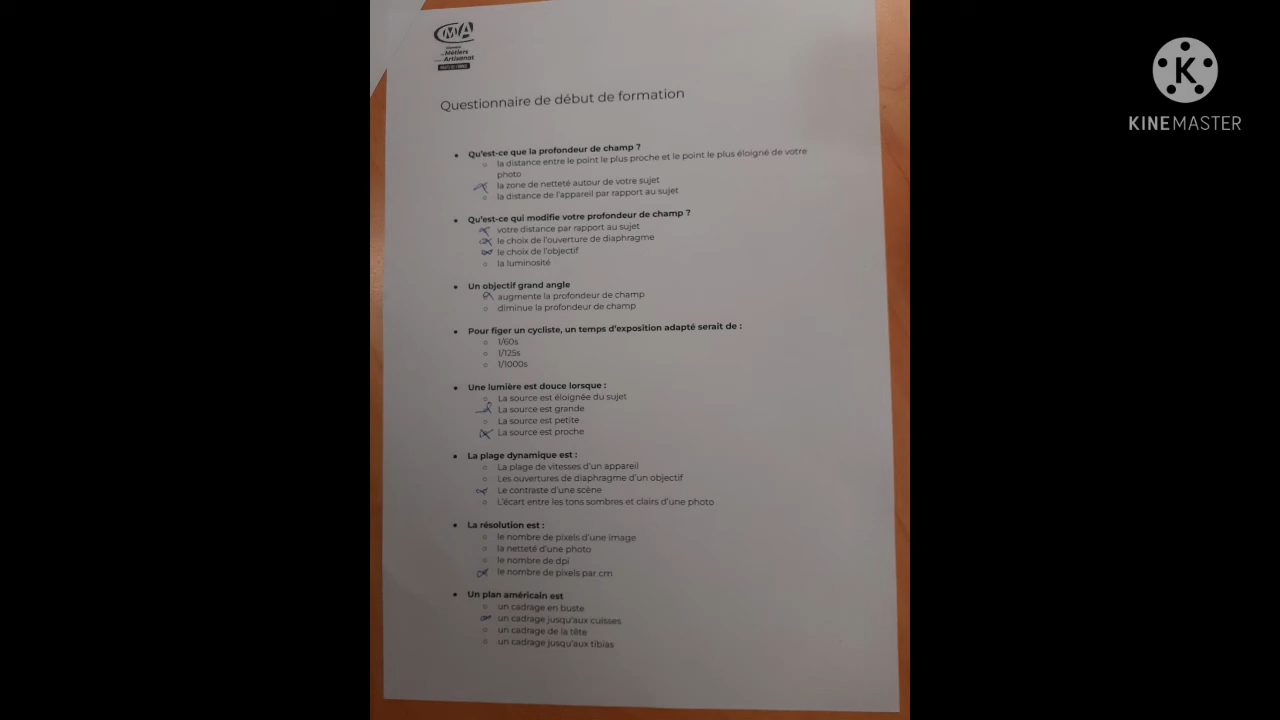 CMA
Métiers
Artisanat
HAUTS-DE-FRANCE
KINEMASTER
Questionnaire de début de formation
Qu'est-ce que la profondeur de champ ?
la distance entre le point le plus proche et le point le plus éloigné de votre
photo
la zone de netteté autour de votre sujet
la distance de l'appareil par rapport au sujet
Qu'est-ce qui modifie votre profondeur de champ ?
votre distance par rapport au sujet
le choix de l'ouverture de diaphragme
le choix de l'objectif
la luminosité
Un objectif grand angle
augmente la profondeur de champ
diminue la profondeur de champ
Pour figer un cycliste, un temps d'exposition adapté serait de :
1/60s
1/125s
1/1000s
Une lumière est douce lorsque :
La source est éloignée du sujet
La source est grande
La source est petite
La source est proche
La plage dynamique est :
La plage de vitesses d'un appareil
Les ouvertures de diaphragme d'un objectif
Le contraste d'une scène
L'écart entre les tons sombres et clairs d'une photo
La résolution est :
le nombre de pixels d'une image
la netteté d'une photo
le nombre de dpi
le nombre de pixels par cm
Un plan américain est
un cadrage en buste
un cadrage jusqu'aux cuisses
un cadrage de la tête
un cadrage jusqu'aux tibias